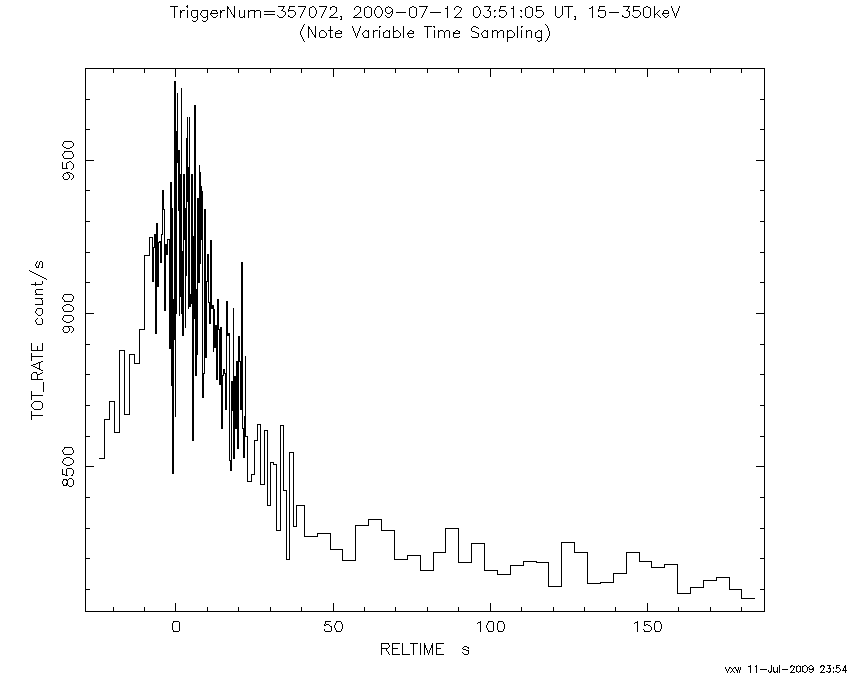 TriggerNum=357072, 2009-07-12 03:51:05 UT, 15-350keV
(Note Variable Time Sampling)
9500
9000
8500
TOT_RATE count/s
0 50 100 150
RELTIME s
vxw 11-Jul-2009 23:54